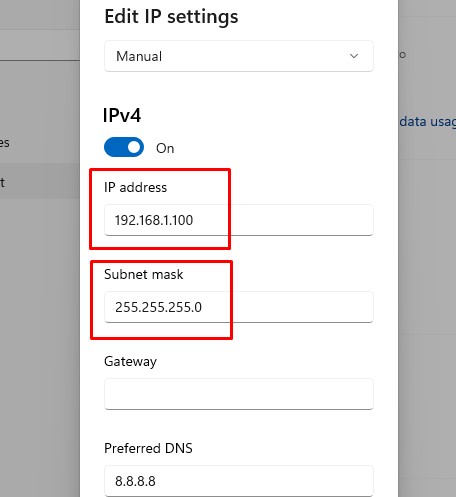 Edit IP settings
Manual
IPv4
On
data usag
IP address
192.168.1.100
Subnet mask
255.255.255.0
Gateway
Preferred DNS
8.8.8.8